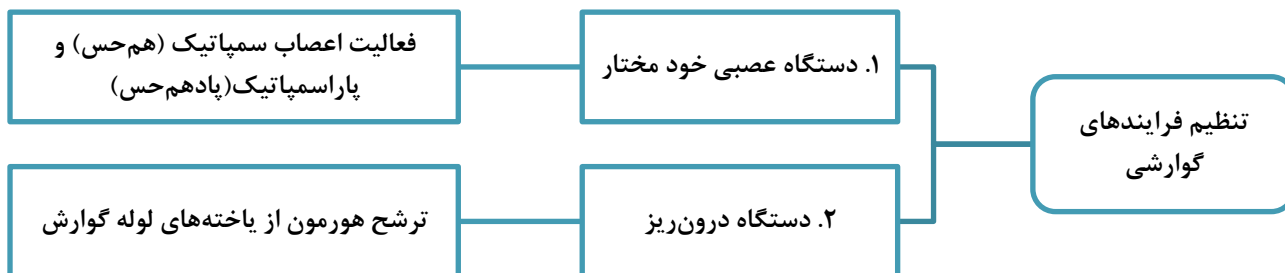 تنظیم فرایندهای
گوارشی
۱. دستگاه عصبی خود مختار
فعالیت اعصاب سمپاتیک (هم‌حس) و
پاراسمپاتیک(پادهم‌حس)
۲. دستگاه درون‌ریز
ترشح هورمون از یاخته‌های لوله گوارش